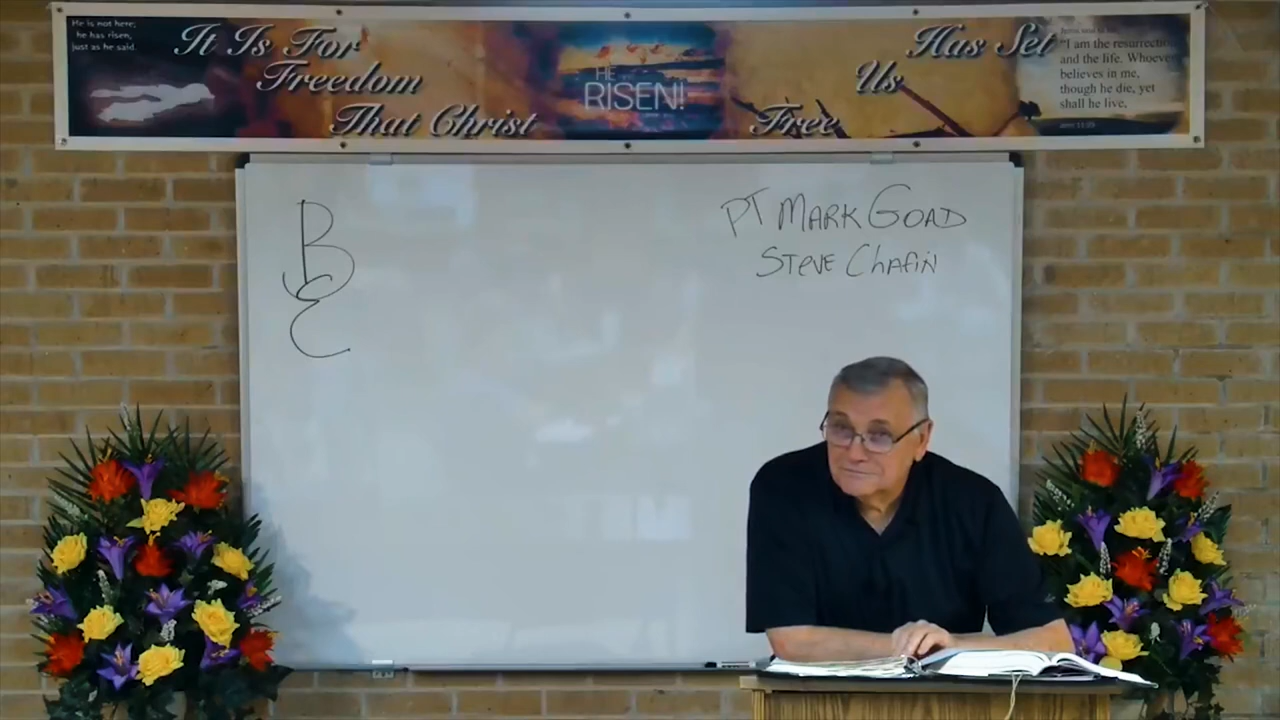 He is not here;
he has risen,
just as he said.
It Is For
Freedom
That Christ
HE
IS
RISEN!
Has Set
Us
Free
"I am the resurrection
and the life. Whoever
believes in me,
though he die, yet
shall he live,
B
PT MARK GOAD
STEVE CHAFIN